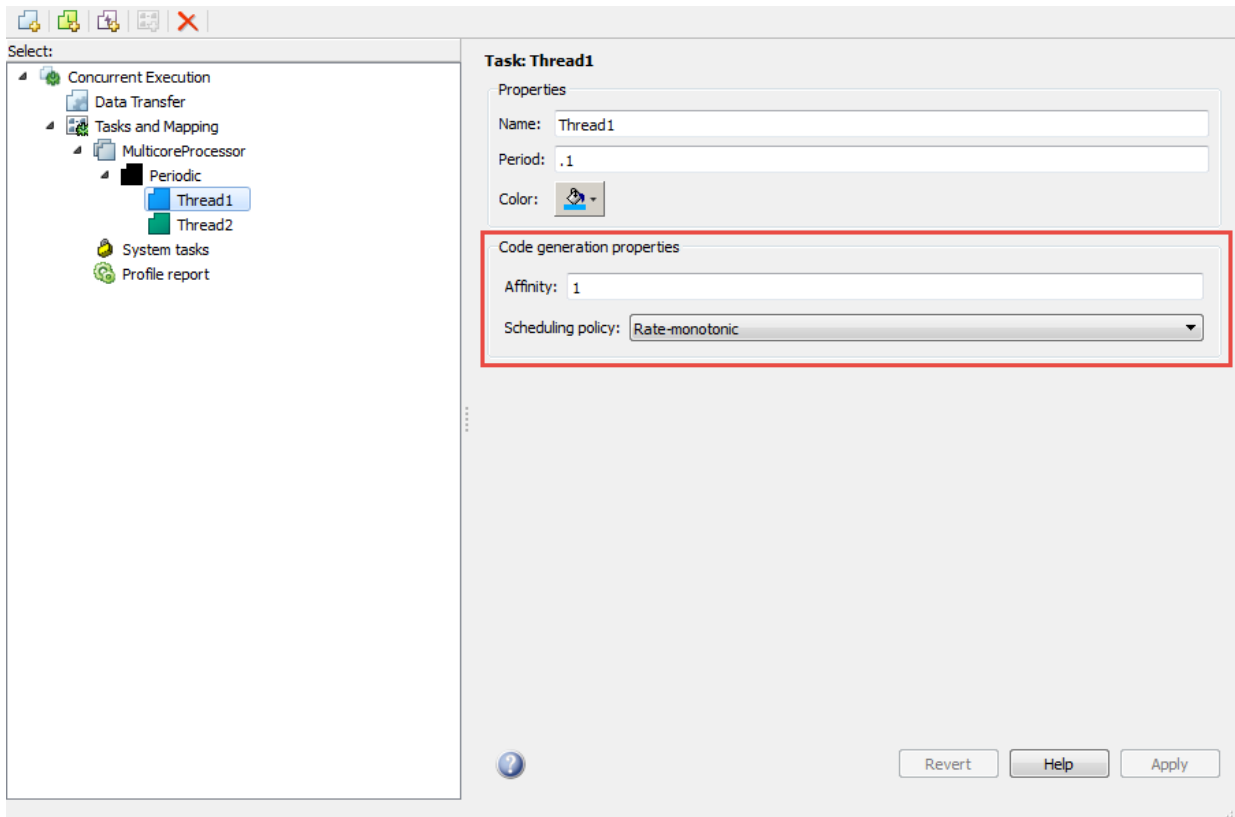 Select:
Concurrent Execution
Data Transfer
Tasks and Mapping
MulticoreProcessor
Periodic
Thread1
Thread2
System tasks
Profile report
Task: Thread1
Properties
Name: Thread1
Period: .1
Color:
Code generation properties
Affinity: 1
Scheduling policy: Rate-monotonic
? Revert Help Apply